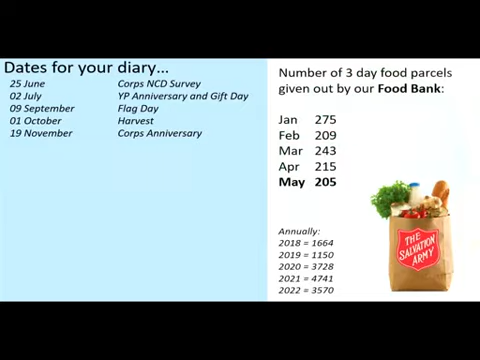 Dates for your diary...
25 June Corps NCD Survey
02 July YP Anniversary and Gift Day
09 September Flag Day
01 October Harvest
19 November Corps Anniversary
Number of 3 day food parcels
given out by our Food Bank:
Jan 275
Feb 209
Mar 243
Apr 215
May 205
Annually:
2018 = 1664
2019 = 1150
2020 = 3728
2021 = 4741
2022 = 3570
THE
SALVATION
ARMY